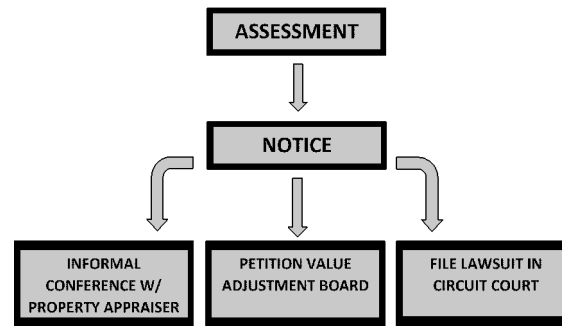 ASSESSMENT
NOTICE
INFORMAL
CONFERENCE W/
PROPERTY APPRAISER
PETITION VALUE
ADJUSTMENT BOARD
FILE LAWSUIT IN
CIRCUIT COURT